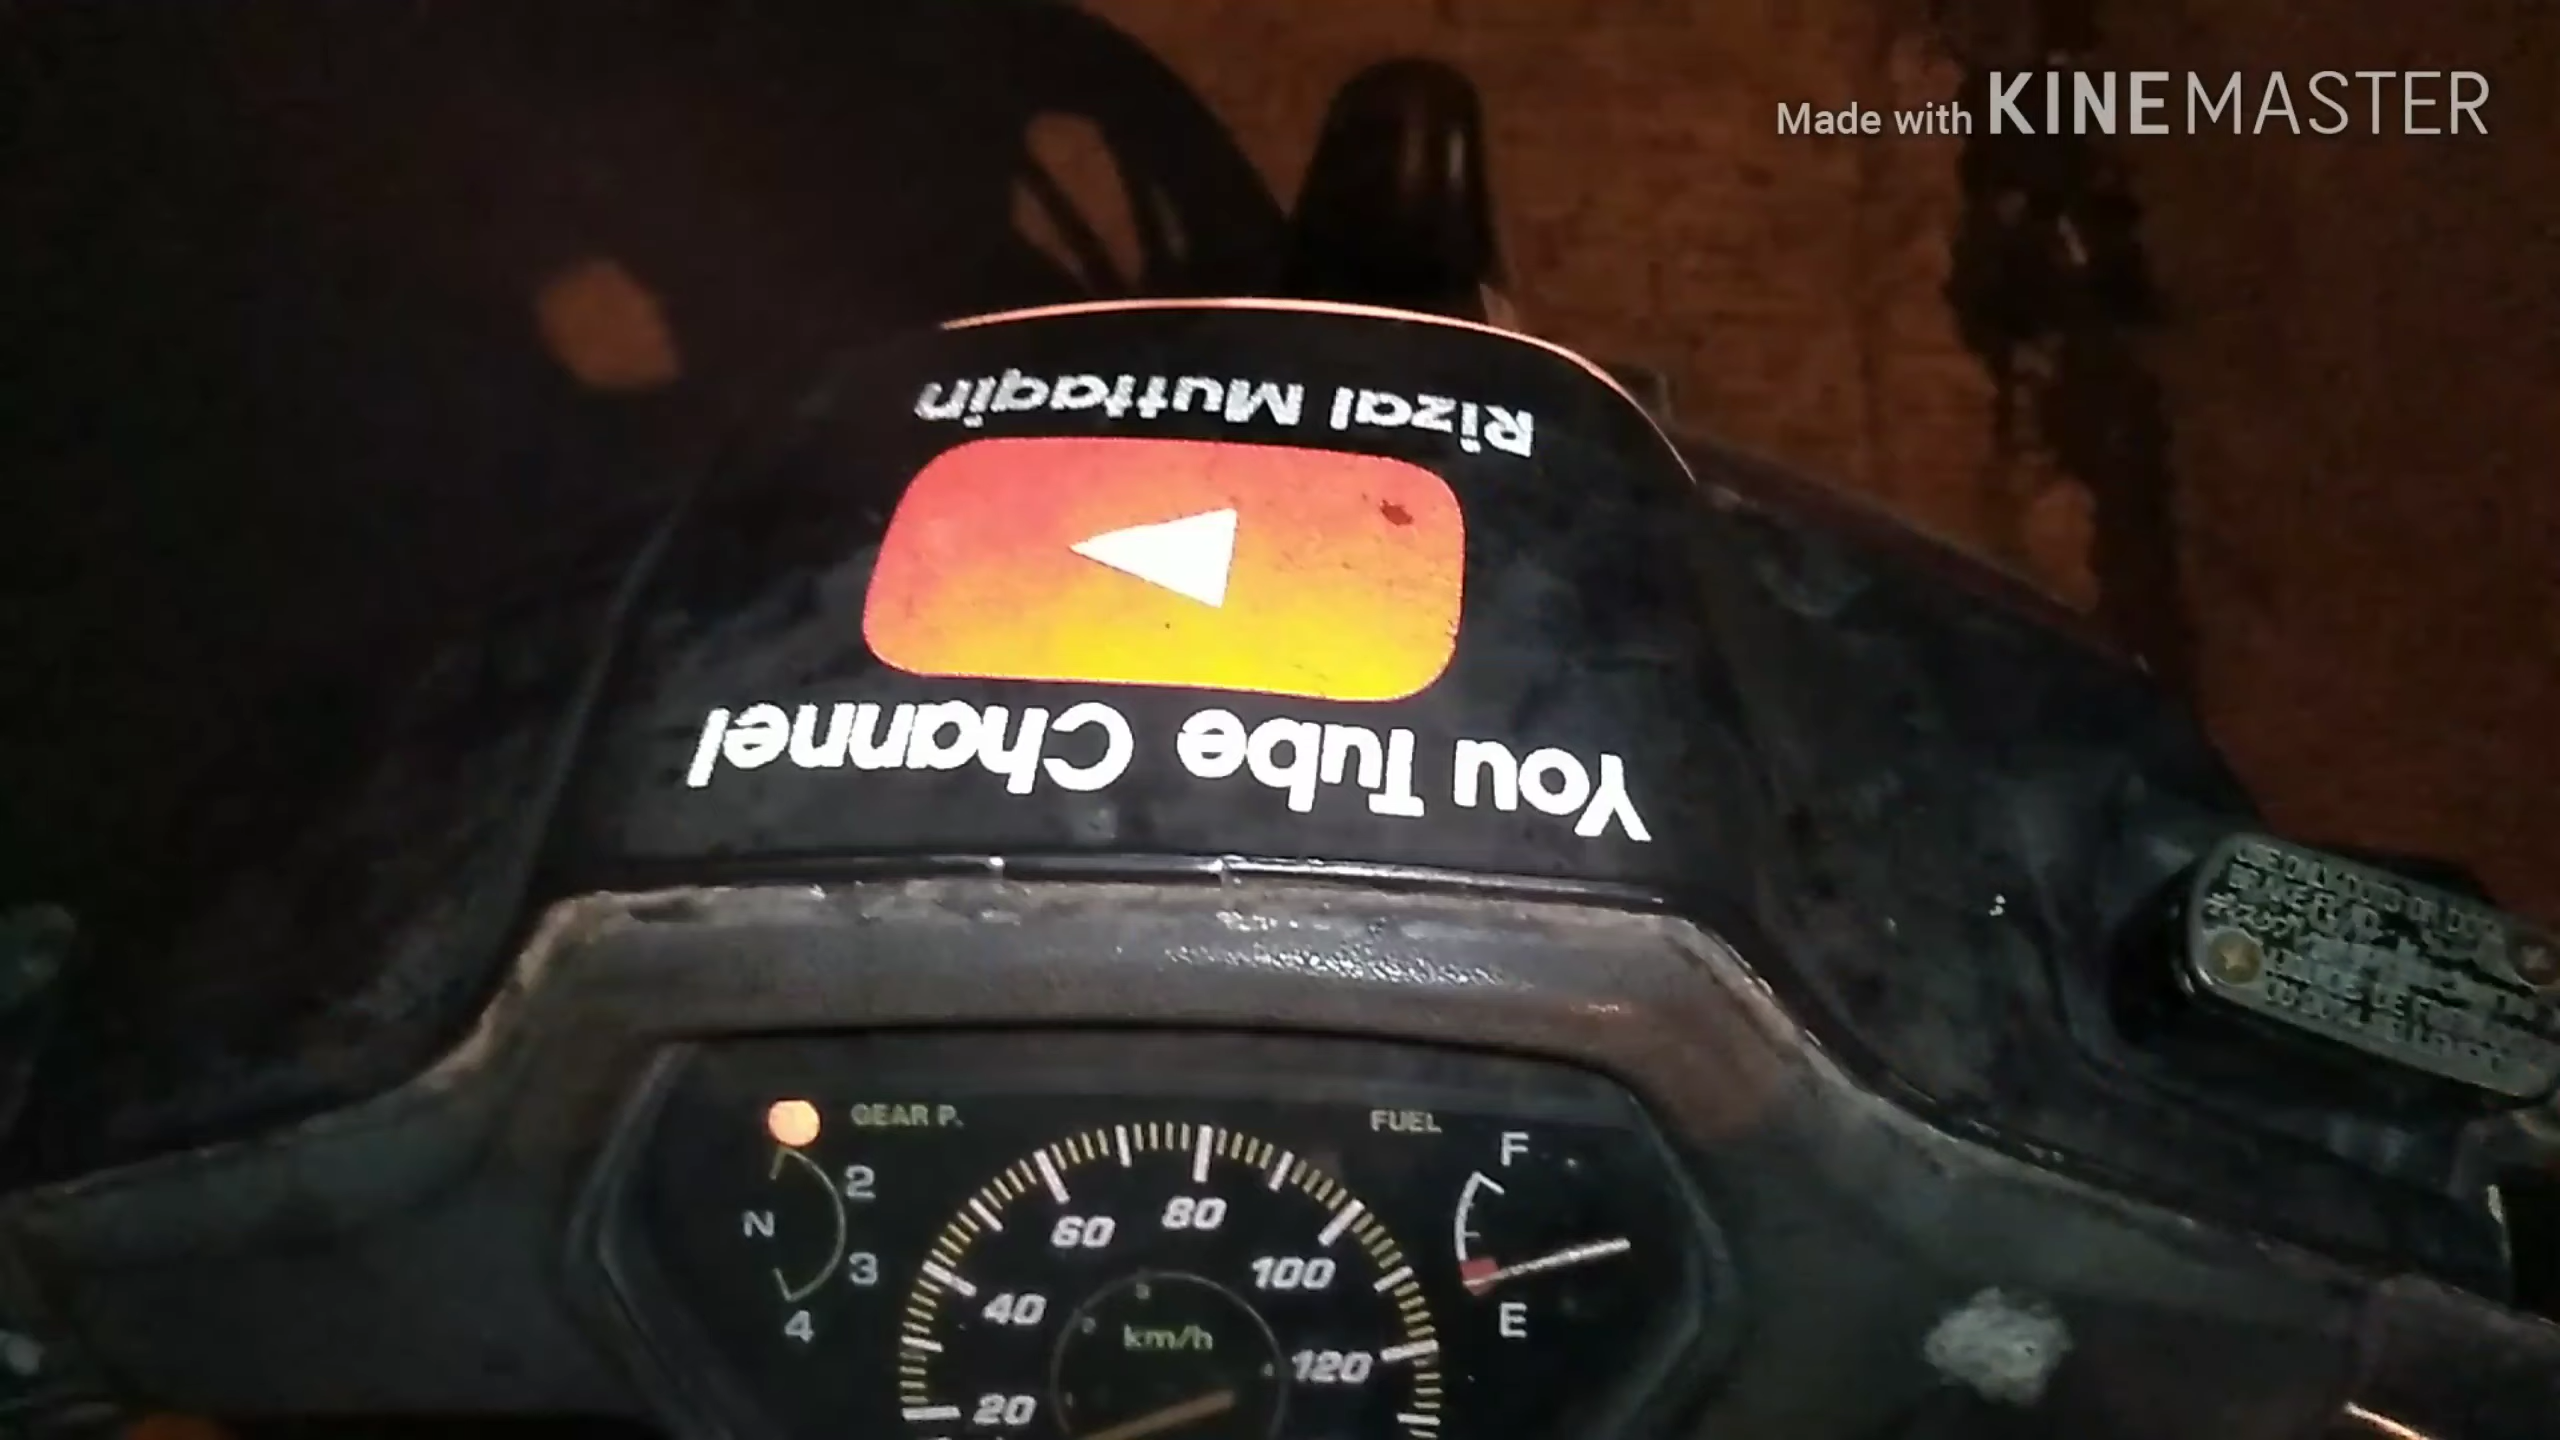 Made with KINEMASTER
You Tube Channel
Rizal Muttaqin
GEAR P.
FUEL
2
N
3
4
20
40
60
80
100
120
km/h
F
E